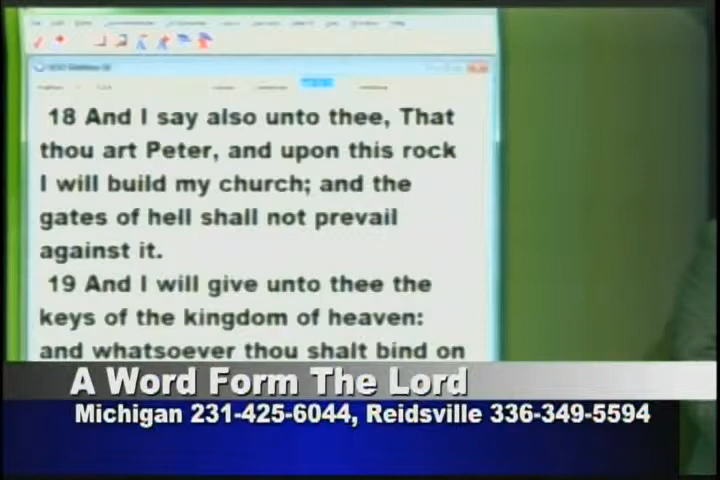 18 And I say also unto thee, That
thou art Peter, and upon this rock
I will build my church; and the
gates of hell shall not prevail
against it.
19 And I will give unto thee the
keys of the kingdom of heaven:
and whatsoever thou shalt bind on
A Word Form The Lord
Michigan 231-425-6044, Reidsville 336-349-5594